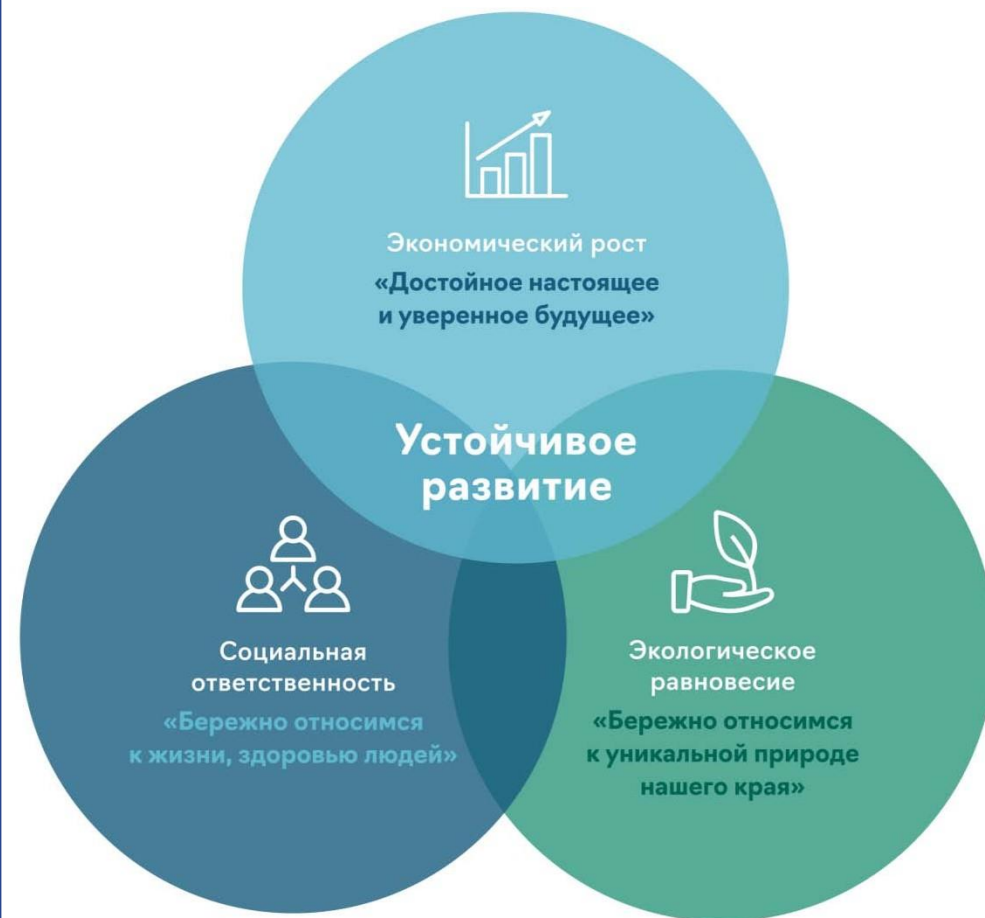 Экономический рост
«Достойное настоящее
и уверенное будущее»
Устойчивое
развитие
Социальная
ответственность
«Бережно относимся
к жизни, здоровью людей»
Экологическое
равновесие
«Бережно относимся
к уникальной природе
нашего края»